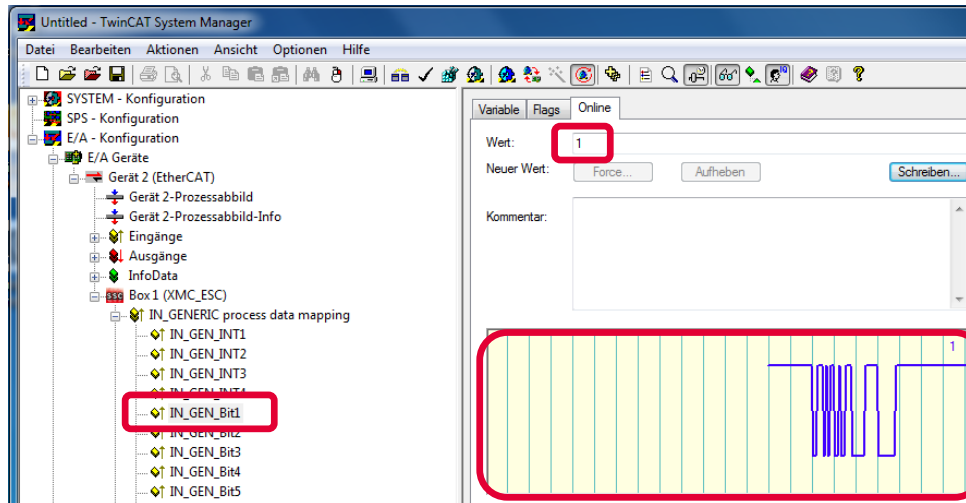 Untitled - TwinCAT System Manager
Datei Bearbeiten Aktionen Ansicht Optionen Hilfe
SYSTEM - Konfiguration
SPS - Konfiguration
E/A - Konfiguration
E/A Geräte
Gerät 2 (EtherCAT)
Gerät 2-Prozessabbild
Gerät 2-Prozessabbild-Info
Eingänge
Ausgänge
InfoData
Box 1 (XMC_ESC)
IN_GENERIC process data mapping
IN_GEN_INT1
IN_GEN_INT2
IN_GEN_INT3
IN_GEN_INT4
IN_GEN_Bit1
IN_GEN_Bit2
IN_GEN_Bit3
IN_GEN_Bit4
IN_GEN_Bit5
Variable Flags Online
Wert: 1
Neuer Wert: Force... Aufheben Schreiben...
Kommentar:
1